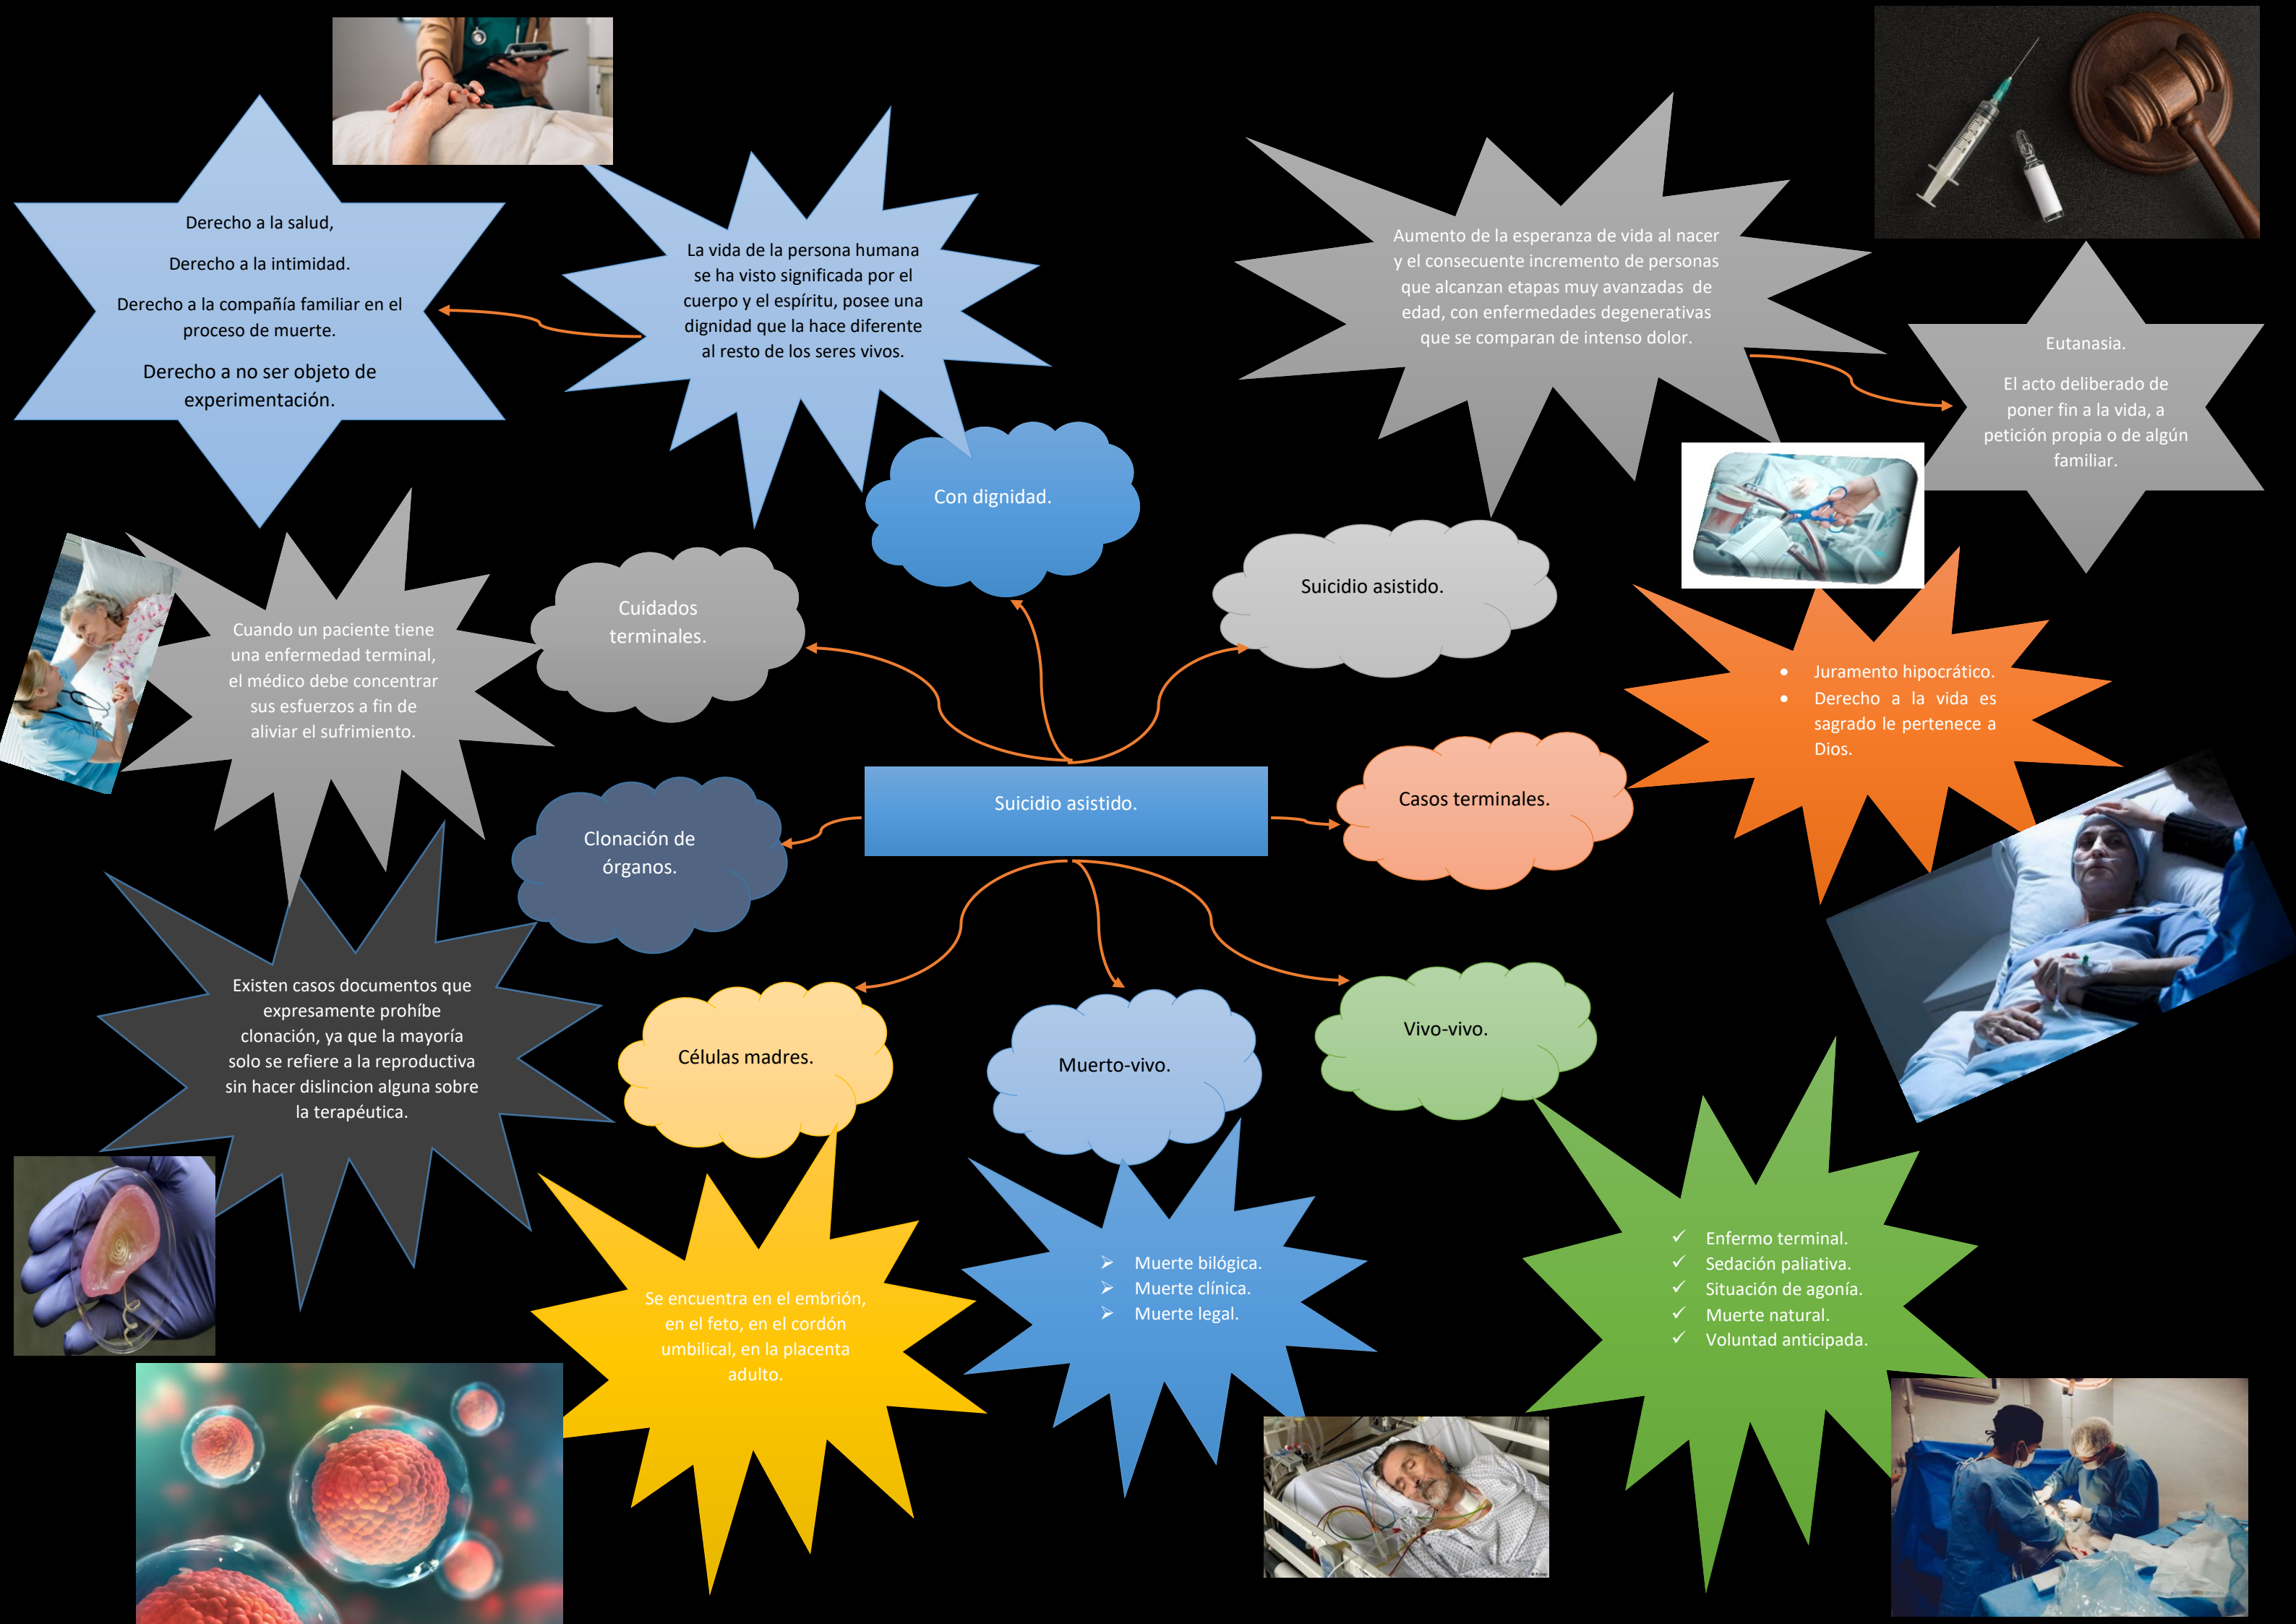 Derecho a la salud,
Derecho a la intimidad.
Derecho a la compañía familiar en el
proceso de muerte.
Derecho a no ser objeto de
experimentación.
La vida de la persona humana
se ha visto significada por el
cuerpo y el espíritu, posee una
dignidad que la hace diferente
al resto de los seres vivos.
Aumento de la esperanza de vida al nacer
y el consecuente incremento de personas
que alcanzan etapas muy avanzadas de
edad, con enfermedades degenerativas
que se comparan de intenso dolor.
Eutanasia.
El acto deliberado de
poner fin a la vida, a
petición propia o de algún
familiar.
Con dignidad.
Suicidio asistido.
Cuidados
terminales.
Cuando un paciente tiene
una enfermedad terminal,
el médico debe concentrar
sus esfuerzos a fin de
aliviar el sufrimiento.
• Juramento hipocrático.
• Derecho a la vida es
sagrado le pertenece a
Dios.
Suicidio asistido.
Casos terminales.
Clonación de
órganos.
Existen casos documentos que
expresamente prohíbe
clonación, ya que la mayoría
solo se refiere a la reproductiva
sin hacer dislincion alguna sobre
la terapéutica.
Células madres.
Muerto-vivo.
Vivo-vivo.
Se encuentra en el embrión,
en el feto, en el cordón
umbilical, en la placenta
adulto.
➢ Muerte bilógica.
➢ Muerte clínica.
➢ Muerte legal.
✓ Enfermo terminal.
✓ Sedación paliativa.
✓ Situación de agonía.
✓ Muerte natural.
✓ Voluntad anticipada.